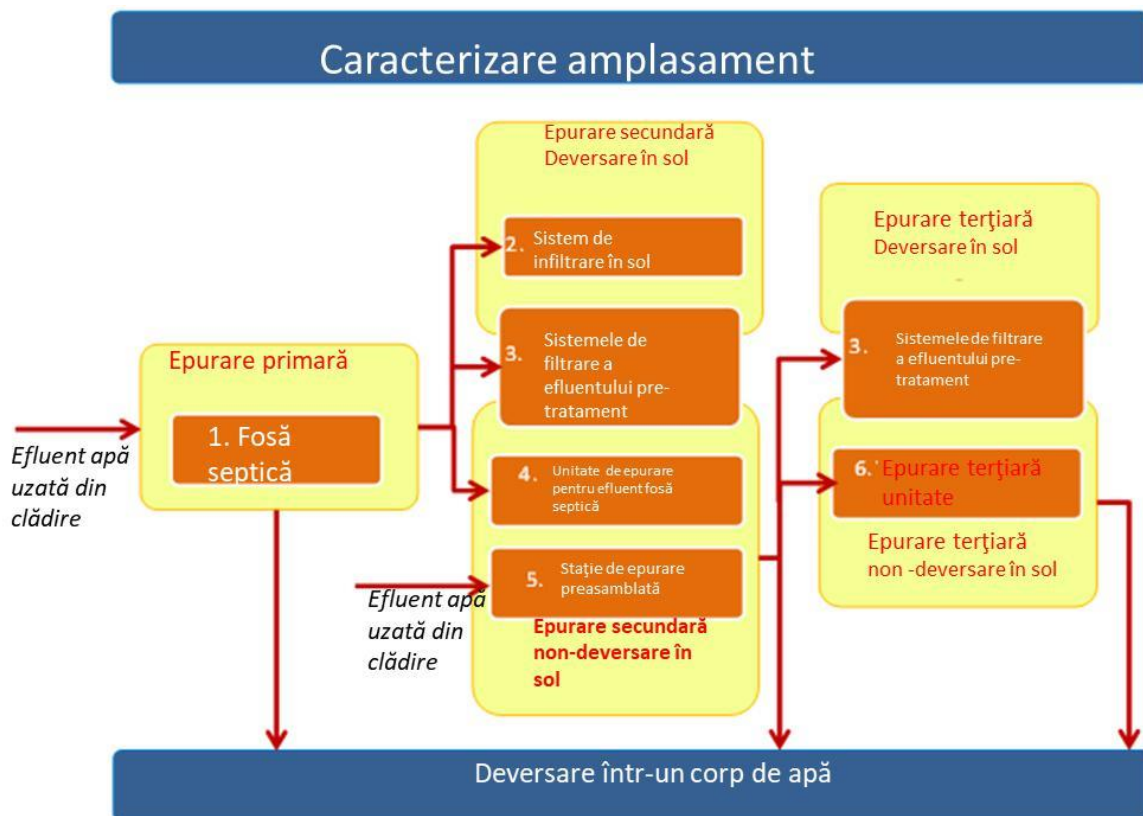 Caracterizare amplasament
Epurare secundară
Deversare în sol
2. Sistem de
infiltrare în sol
3. Sistemele de
filtrare a
efluentului pre-
tratament
Epurare terţiară
Deversare în sol
3. Sistemele de filtrare
a efluentului pre-
tratament
Epurare primară
1. Fosă
septică
Efluent apă
uzată din
clădire
4. Unitate de epurare
pentru efluent fosă
septică
5. Staţie de epurare
preasamblată
Efluent apă
uzată din
clădire
Epurare secundară
non-deversare în
sol
6. Epurare terţiară
unitate
Epurare terţiară
non -deversare în sol
Deversare într-un corp de apă